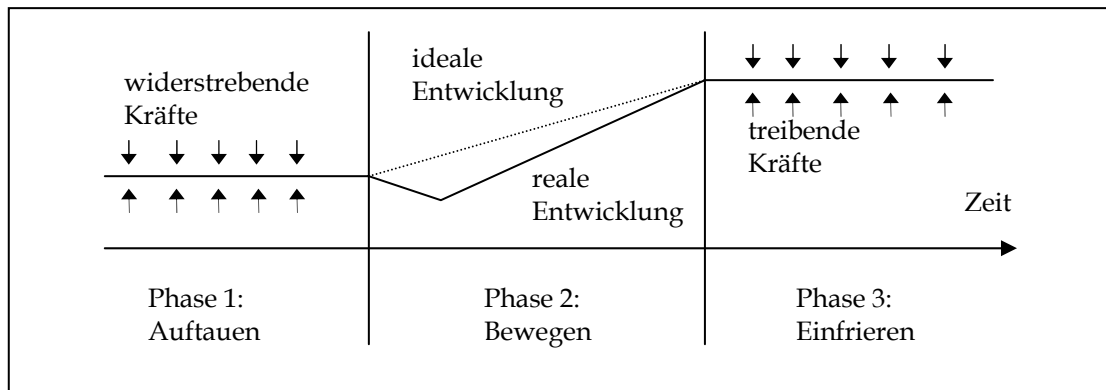 widerstrebende
Kräfte
ideale
Entwicklung
reale
Entwicklung
treibende
Kräfte
Zeit
Phase 1:
Auftauen
Phase 2:
Bewegen
Phase 3:
Einfrieren